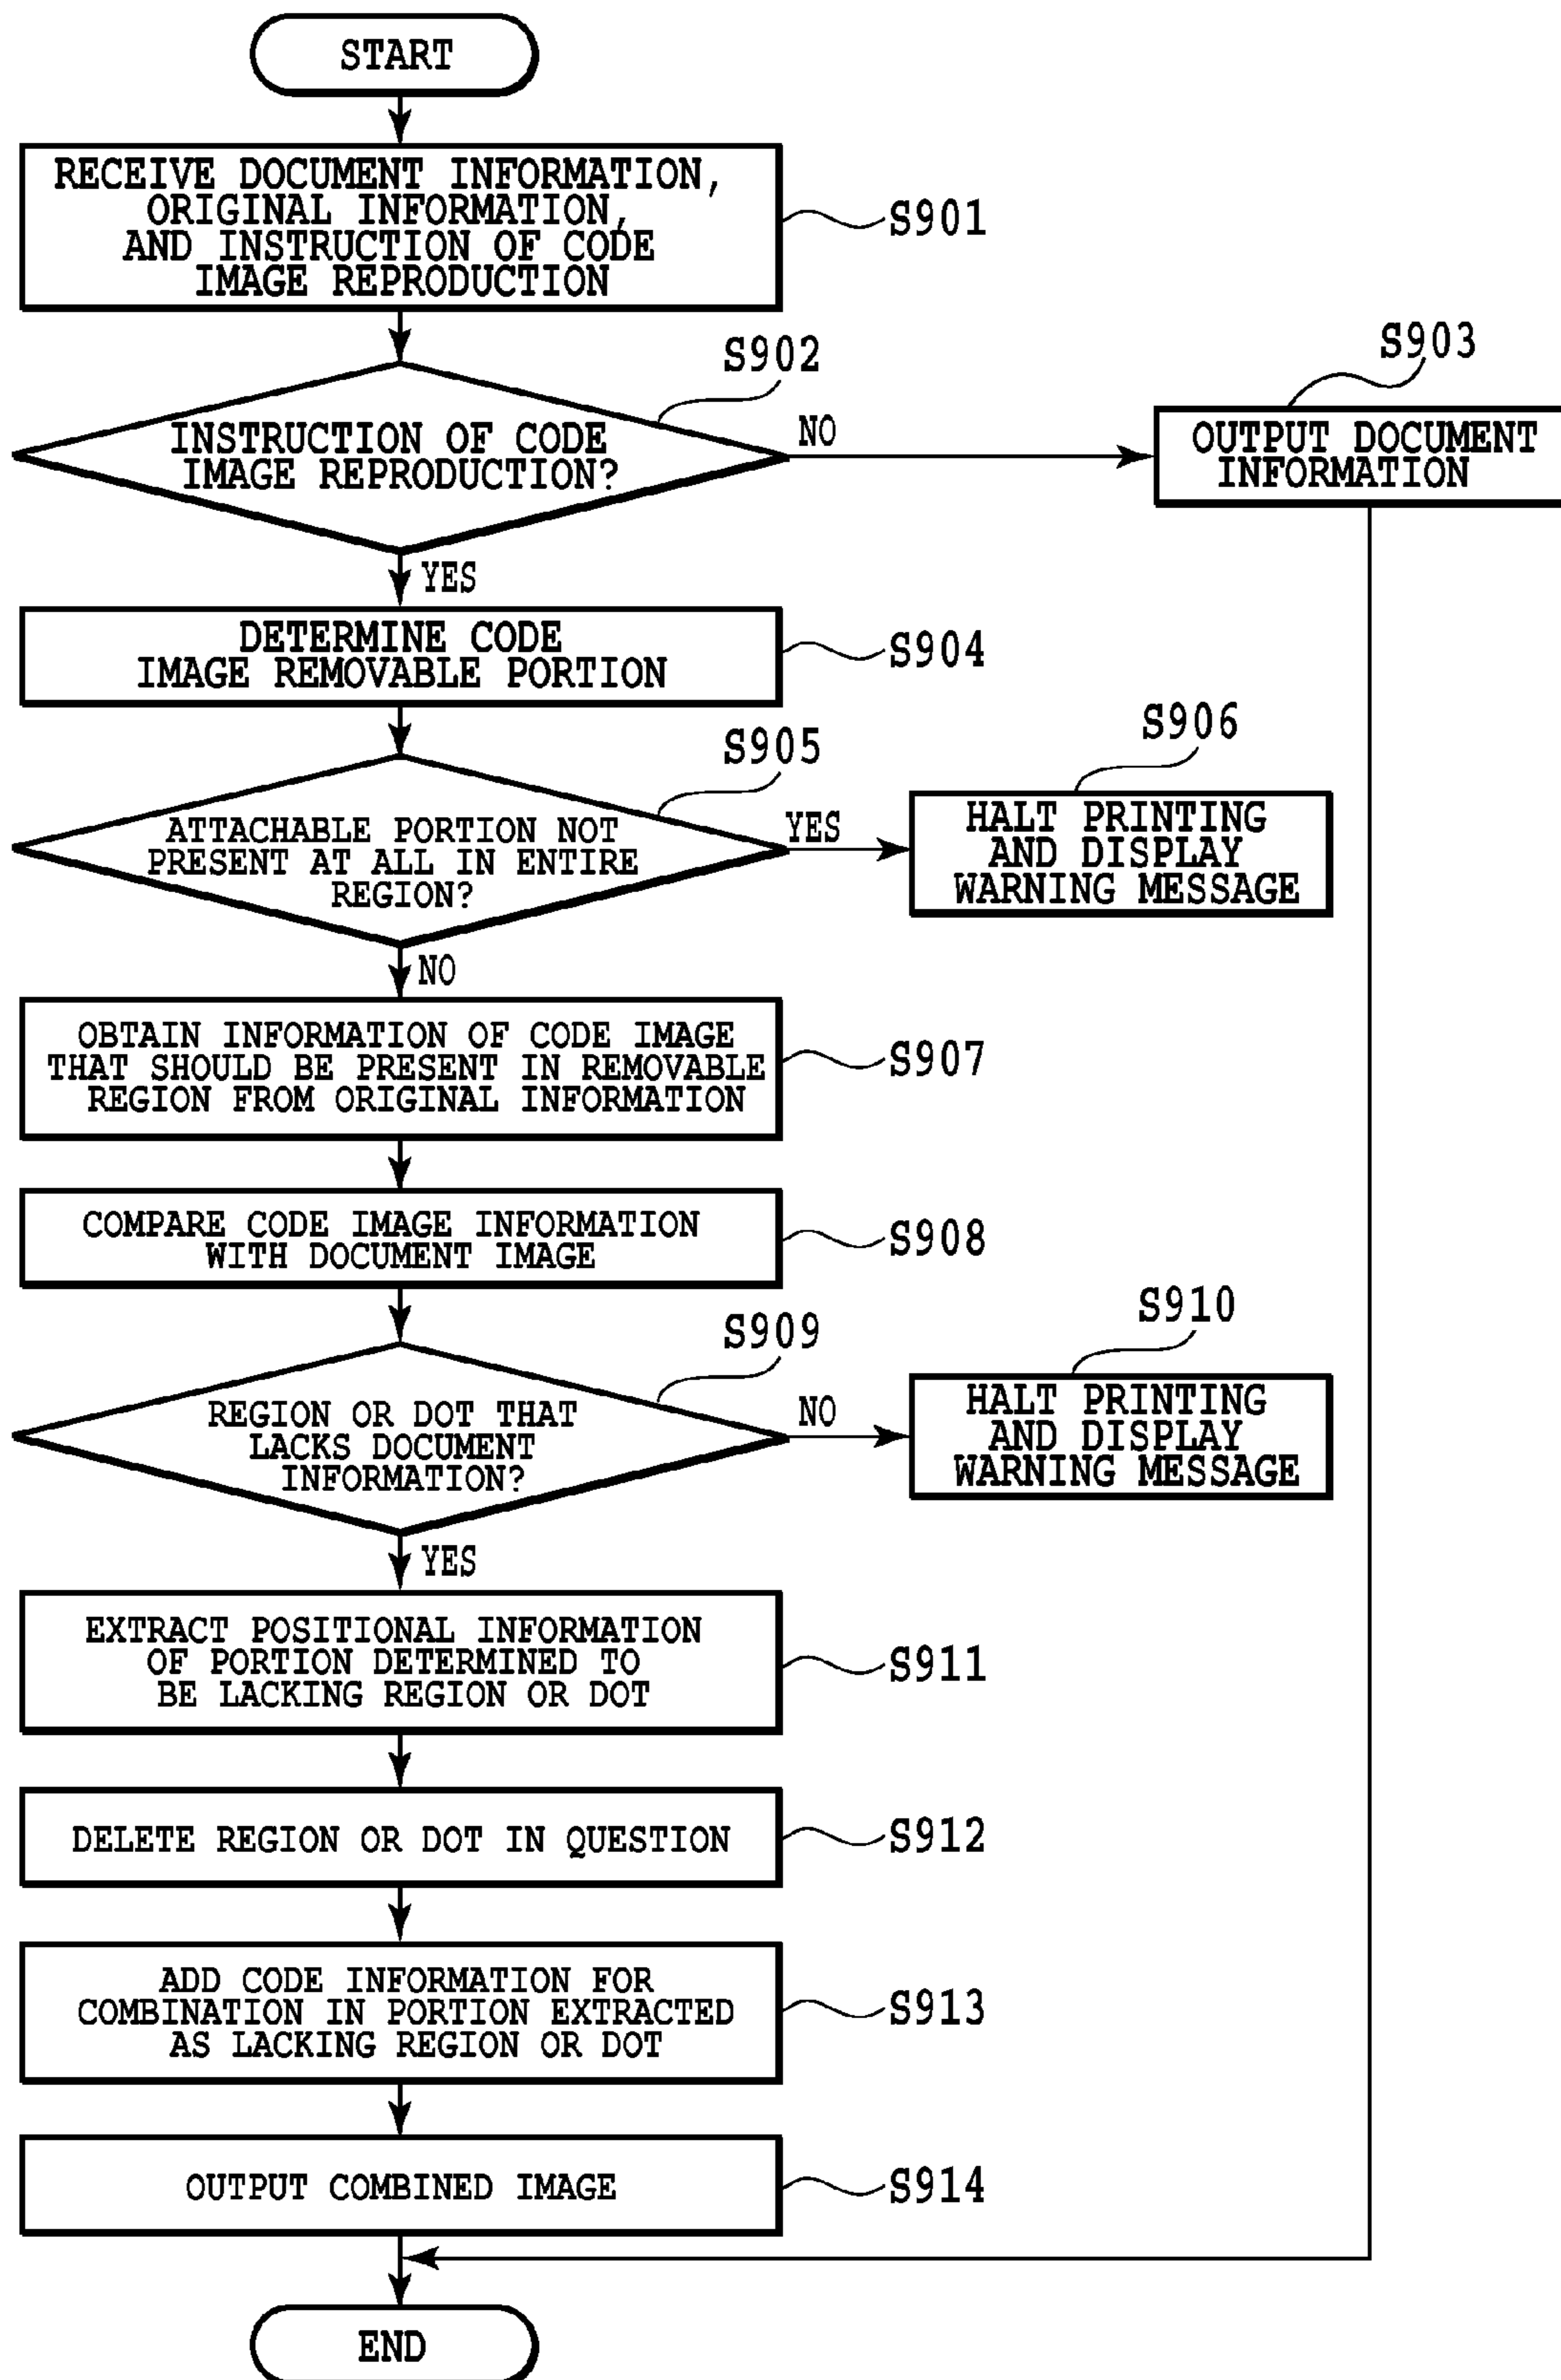 START
RECEIVE DOCUMENT INFORMATION,
ORIGINAL INFORMATION,
AND INSTRUCTION OF CODE
IMAGE REPRODUCTION
S901
S902
INSTRUCTION OF CODE
IMAGE REPRODUCTION?
NO
S903
OUTPUT DOCUMENT
INFORMATION
YES
DETERMINE CODE
IMAGE REMOVABLE PORTION
S904
S905
ATTACHABLE PORTION NOT
PRESENT AT ALL IN ENTIRE
REGION?
YES
S906
HALT PRINTING
AND DISPLAY
WARNING MESSAGE
NO
OBTAIN INFORMATION OF CODE IMAGE
THAT SHOULD BE PRESENT IN REMOVABLE
REGION FROM ORIGINAL INFORMATION
S907
COMPARE CODE IMAGE INFORMATION
WITH DOCUMENT IMAGE
S908
S909
REGION OR DOT THAT
LACKS DOCUMENT
INFORMATION?
NO
S910
HALT PRINTING
AND DISPLAY
WARNING MESSAGE
YES
EXTRACT POSITIONAL INFORMATION
OF PORTION DETERMINED TO
BE LACKING REGION OR DOT
S911
DELETE REGION OR DOT IN QUESTION
S912
ADD CODE INFORMATION FOR
COMBINATION IN PORTION EXTRACTED
AS LACKING REGION OR DOT
S913
OUTPUT COMBINED IMAGE
S914
END